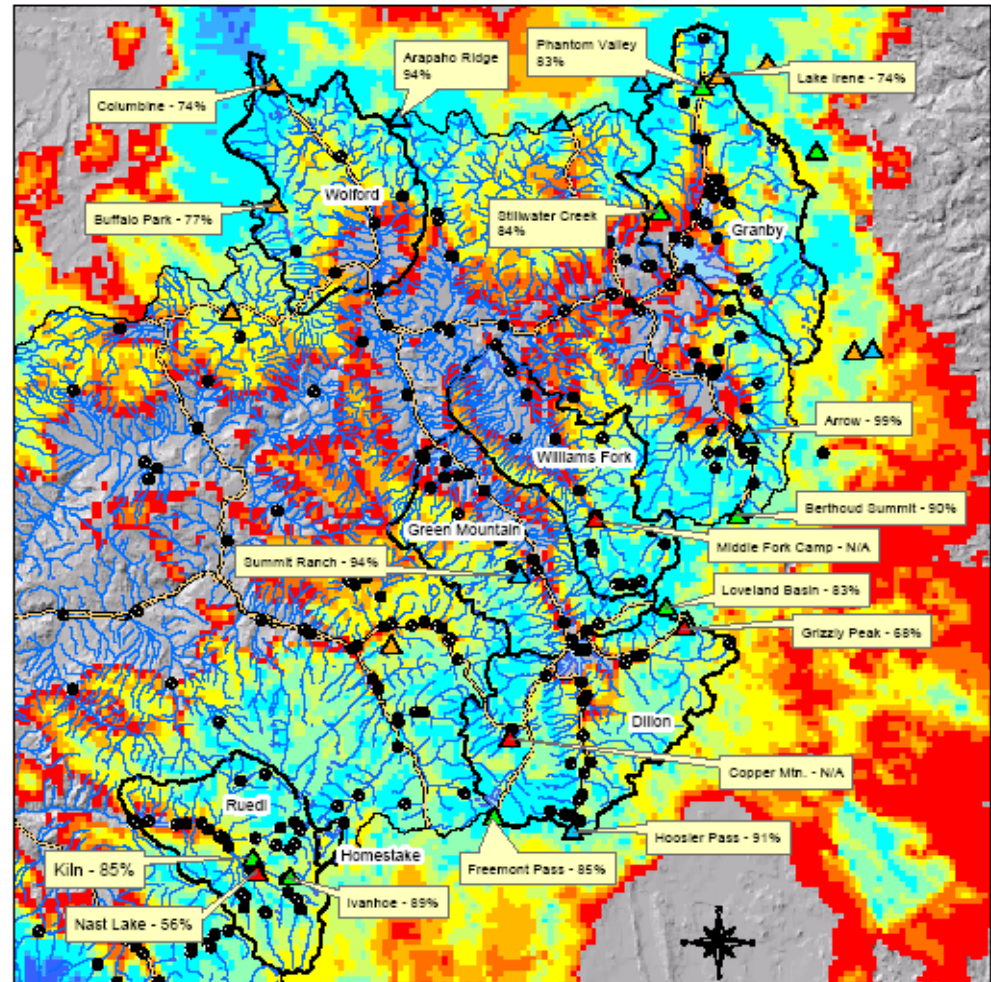 Phantom Valley
83%
Arapaho Ridge
94%
Lake Irene - 74%
Columbine - 74%
Wolford
Buffalo Park - 77%
Stillwater Creek
84%
Granby
Arrow - 99%
Williams Fork
Berthoud Summit - 90%
Green Mountain
Middle Fork Camp - N/A
Summit Ranch - 94%
Loveland Basin - 83%
Grizzly Peak - 68%
Dillon
Copper Mtn. - N/A
Ruedi
Hoosier Pass - 91%
Homestake
Kiln - 85%
Freemont Pass - 85%
Ivanhoe - 89%
Nast Lake - 56%